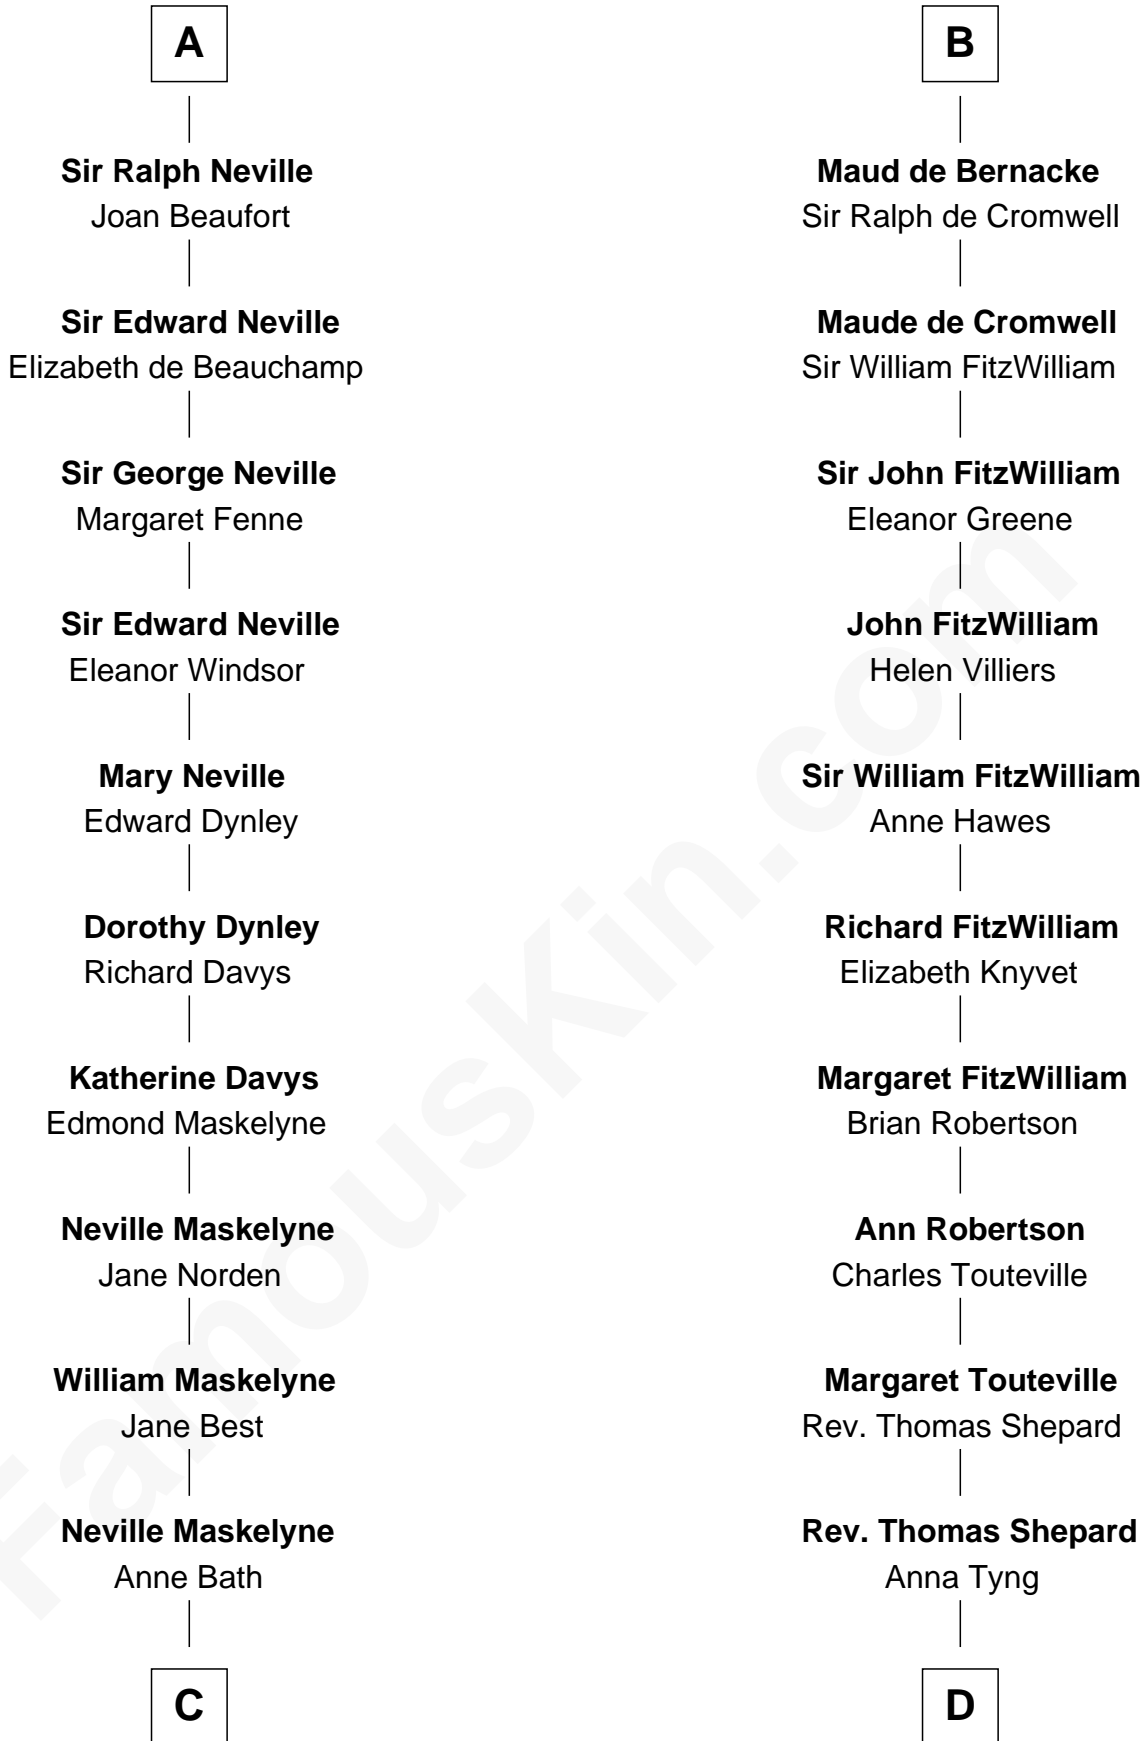 A
Sir Ralph Neville
Joan Beaufort
Sir Edward Neville
Elizabeth de Beauchamp
Sir George Neville
Margaret Fenne
Sir Edward Neville
Eleanor Windsor
Mary Neville
Edward Dynley
Dorothy Dynley
Richard Davys
Katherine Davys
Edmond Maskelyne
Neville Maskelyne
Jane Norden
William Maskelyne
Jane Best
Neville Maskelyne
Anne Bath
C
B
Maud de Bernacke
Sir Ralph de Cromwell
Maude de Cromwell
Sir William FitzWilliam
Sir John FitzWilliam
Eleanor Greene
John FitzWilliam
Helen Villiers
Sir William FitzWilliam
Anne Hawes
Richard FitzWilliam
Elizabeth Knyvet
Margaret FitzWilliam
Brian Robertson
Ann Robertson
Charles Touteville
Margaret Touteville
Rev. Thomas Shepard
Rev. Thomas Shepard
Anna Tyng
D
FamousKin.com